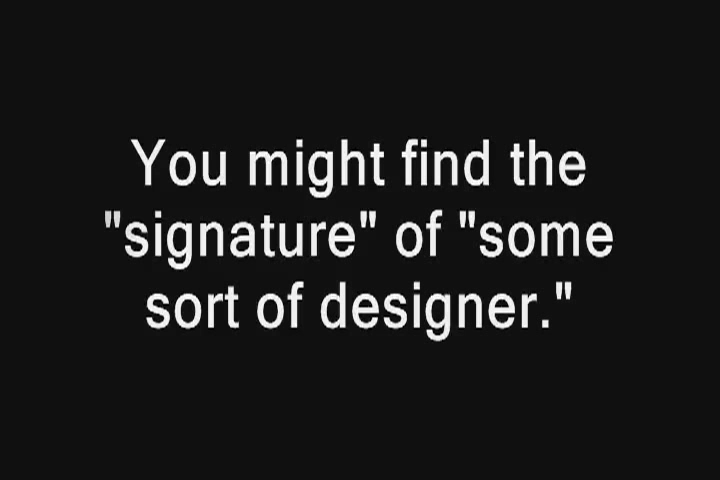 You might find the
"signature" of "some
sort of designer."